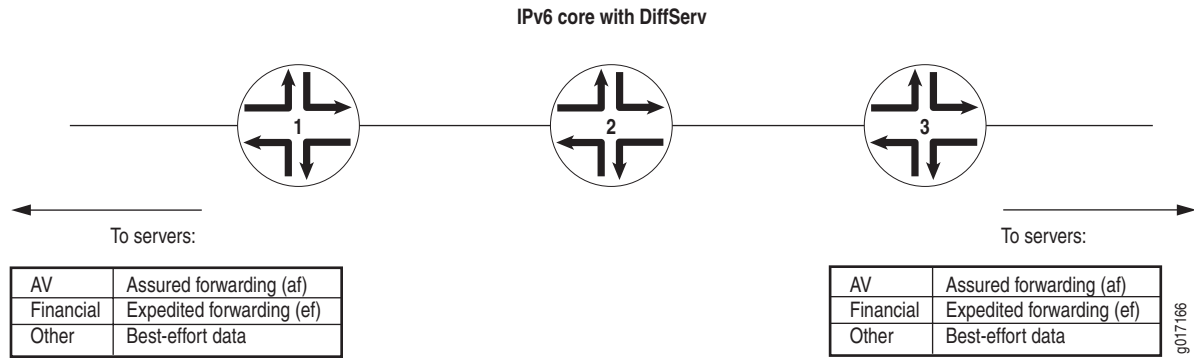 IPv6 core with DiffServ
1
2
3
To servers:
To servers:
AV Assured forwarding (af)
Financial Expedited forwarding (ef)
Other Best-effort data
AV Assured forwarding (af)
Financial Expedited forwarding (ef)
Other Best-effort data
g017166